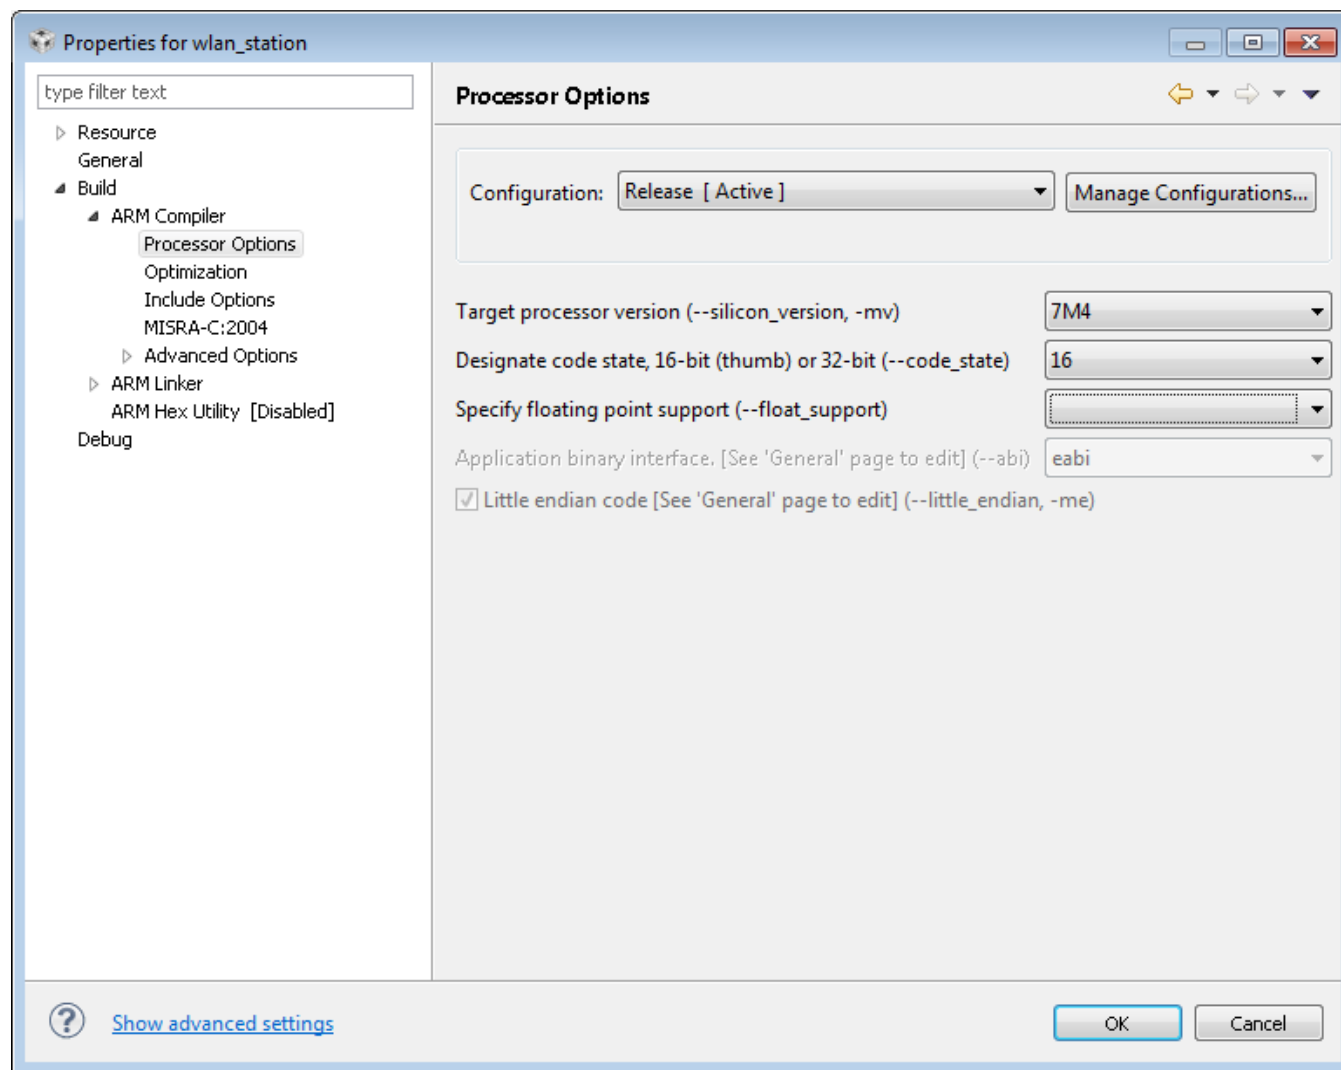 Properties for wlan_station
type filter text
Resource
General
Build
ARM Compiler
Processor Options
Optimization
Include Options
MISRA-C:2004
Advanced Options
ARM Linker
ARM Hex Utility [Disabled]
Debug
Processor Options
Configuration: Release [ Active ] Manage Configurations...
Target processor version (--silicon_version, -mv) 7M4
Designate code state, 16-bit (thumb) or 32-bit (--code_state) 16
Specify floating point support (--float_support)
Application binary interface. [See 'General' page to edit] (--abi) eabi
Little endian code [See 'General' page to edit] (--little_endian, -me)
? Show advanced settings OK Cancel